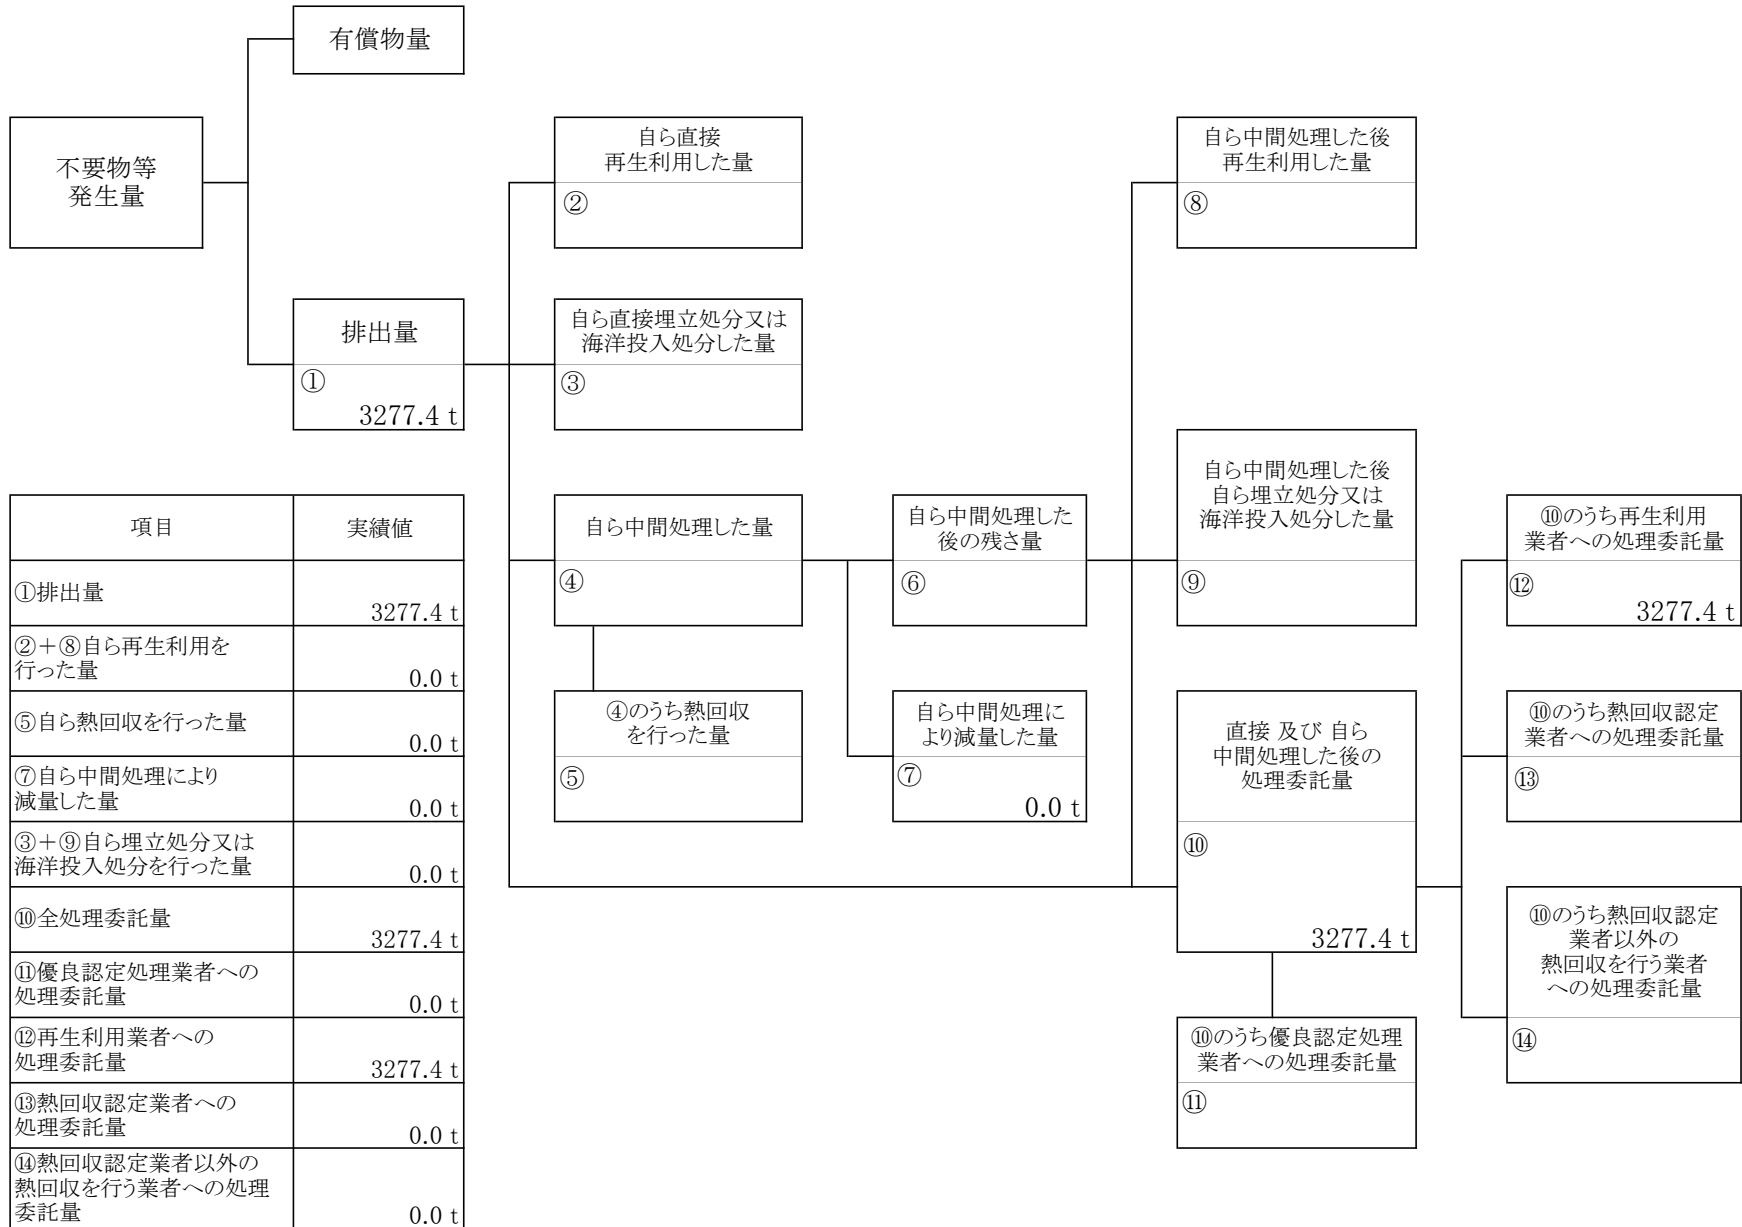 有償物量
不要物等
発生量
自ら直接
再生利用した量
②
自ら中間処理した後
再生利用した量
⑧
排出量
①
3277.4 t
自ら直接埋立処分又は
海洋投入処分した量
③
自ら中間処理した量
④
自ら中間処理した
後の残さ量
⑥
自ら中間処理した後
自ら埋立処分又は
海洋投入処分した量
⑨
⑩のうち再生利用
業者への処理委託量
⑫
3277.4 t
④のうち熱回収
を行った量
⑤
自ら中間処理に
より減量した量
⑦
0.0 t
直接 及び 自ら
中間処理した後の
処理委託量
⑩
3277.4 t
⑩のうち熱回収認定
業者への処理委託量
⑬
⑩のうち熱回収認定
業者以外の
熱回収を行う業者
への処理委託量
⑭
⑩のうち優良認定処理
業者への処理委託量
⑪
項目 実績値
①排出量
3277.4 t
②+⑧自ら再生利用を
行った量
0.0 t
⑤自ら熱回収を行った量
0.0 t
⑦自ら中間処理により
減量した量
0.0 t
③+⑨自ら埋立処分又は
海洋投入処分を行った量
0.0 t
⑩全処理委託量
3277.4 t
⑪優良認定処理業者への
処理委託量
0.0 t
⑫再生利用業者への
処理委託量
3277.4 t
⑬熱回収認定業者への
処理委託量
0.0 t
⑭熱回収認定業者以外の
熱回収を行う業者への処理
委託量
0.0 t